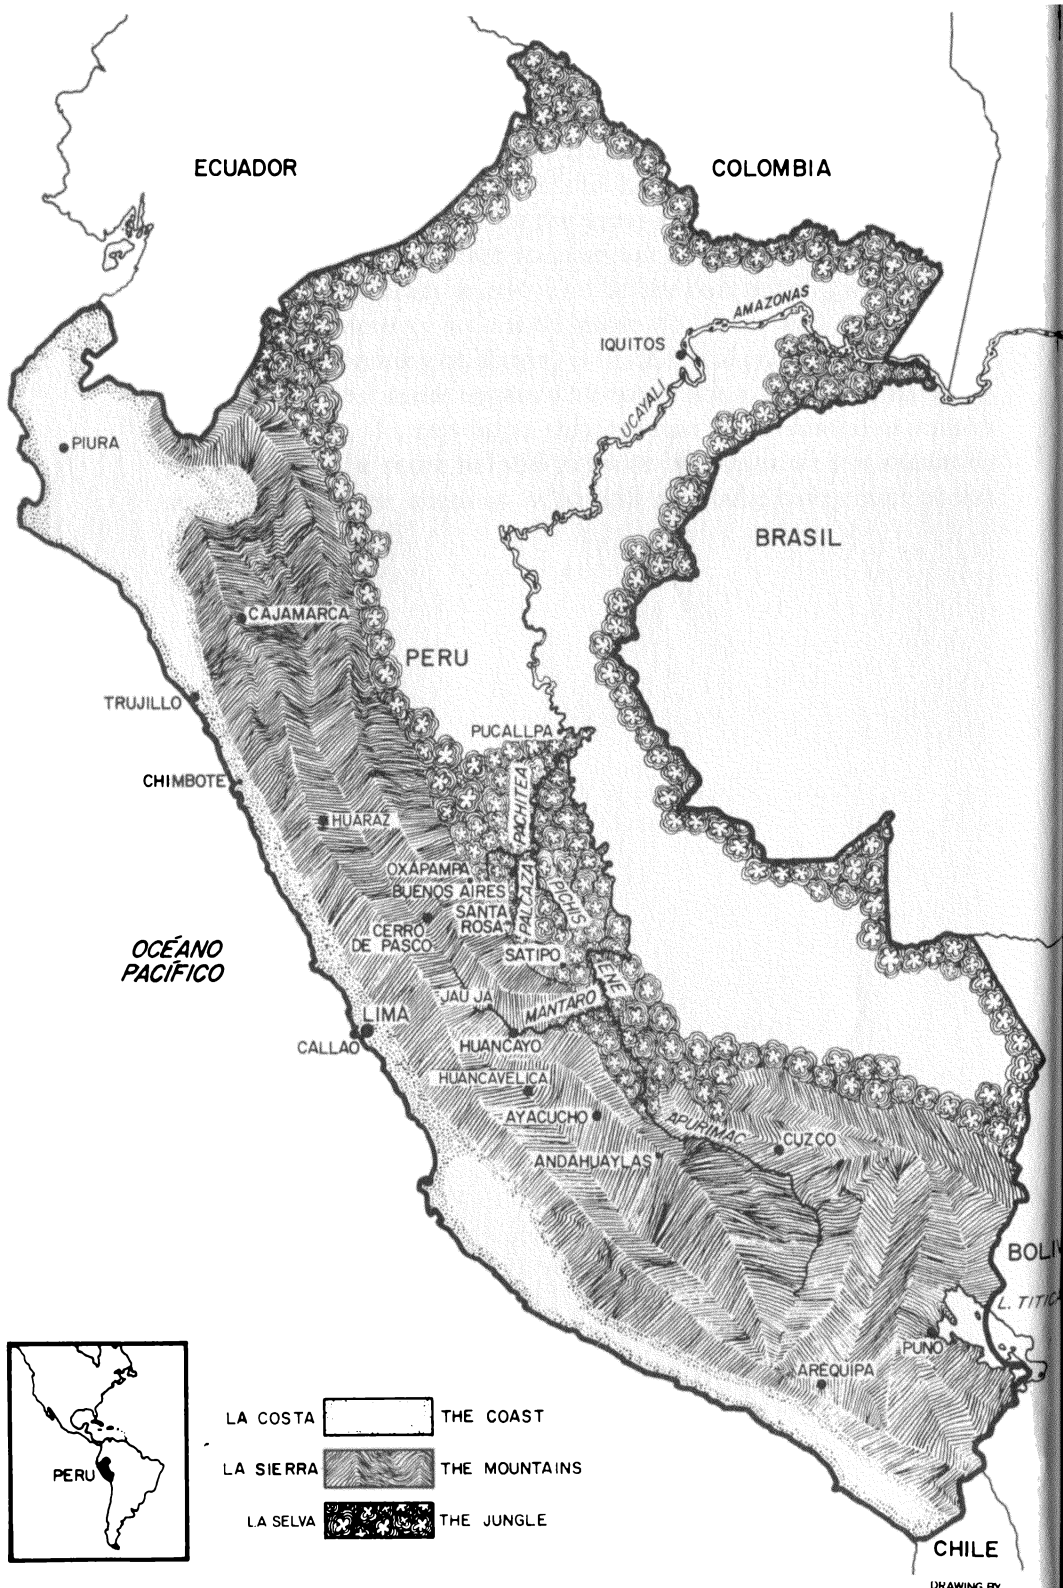 ECUADOR
COLOMBIA
AMAZONAS
IQUITOS
UCAYALI
PIURA
BRASIL
CAJAMARCA
PERU
TRUJILLO
PUCALLPA
CHIMBOTE
PACHITEA
HUARAZ
OXAPAMPA
BUENOS AIRES
PALCAZA
PICHIS
SANTA
ROSA
CERRO
DE PASCO
OCÉANO
PACÍFICO
SATIPO
ENE
JAUJA
MANTARO
LIMA
CALLAO
HUANCAYO
HUANCAVELICA
AYACUCHO
APURIMAC
CUZCO
ANDAHUAYLAS
BOLIV
L. TITICA
PUNO
AREQUIPA
LA COSTA THE COAST
LA SIERRA THE MOUNTAINS
PERU
LA SELVA THE JUNGLE
CHILE
DRAWING BY